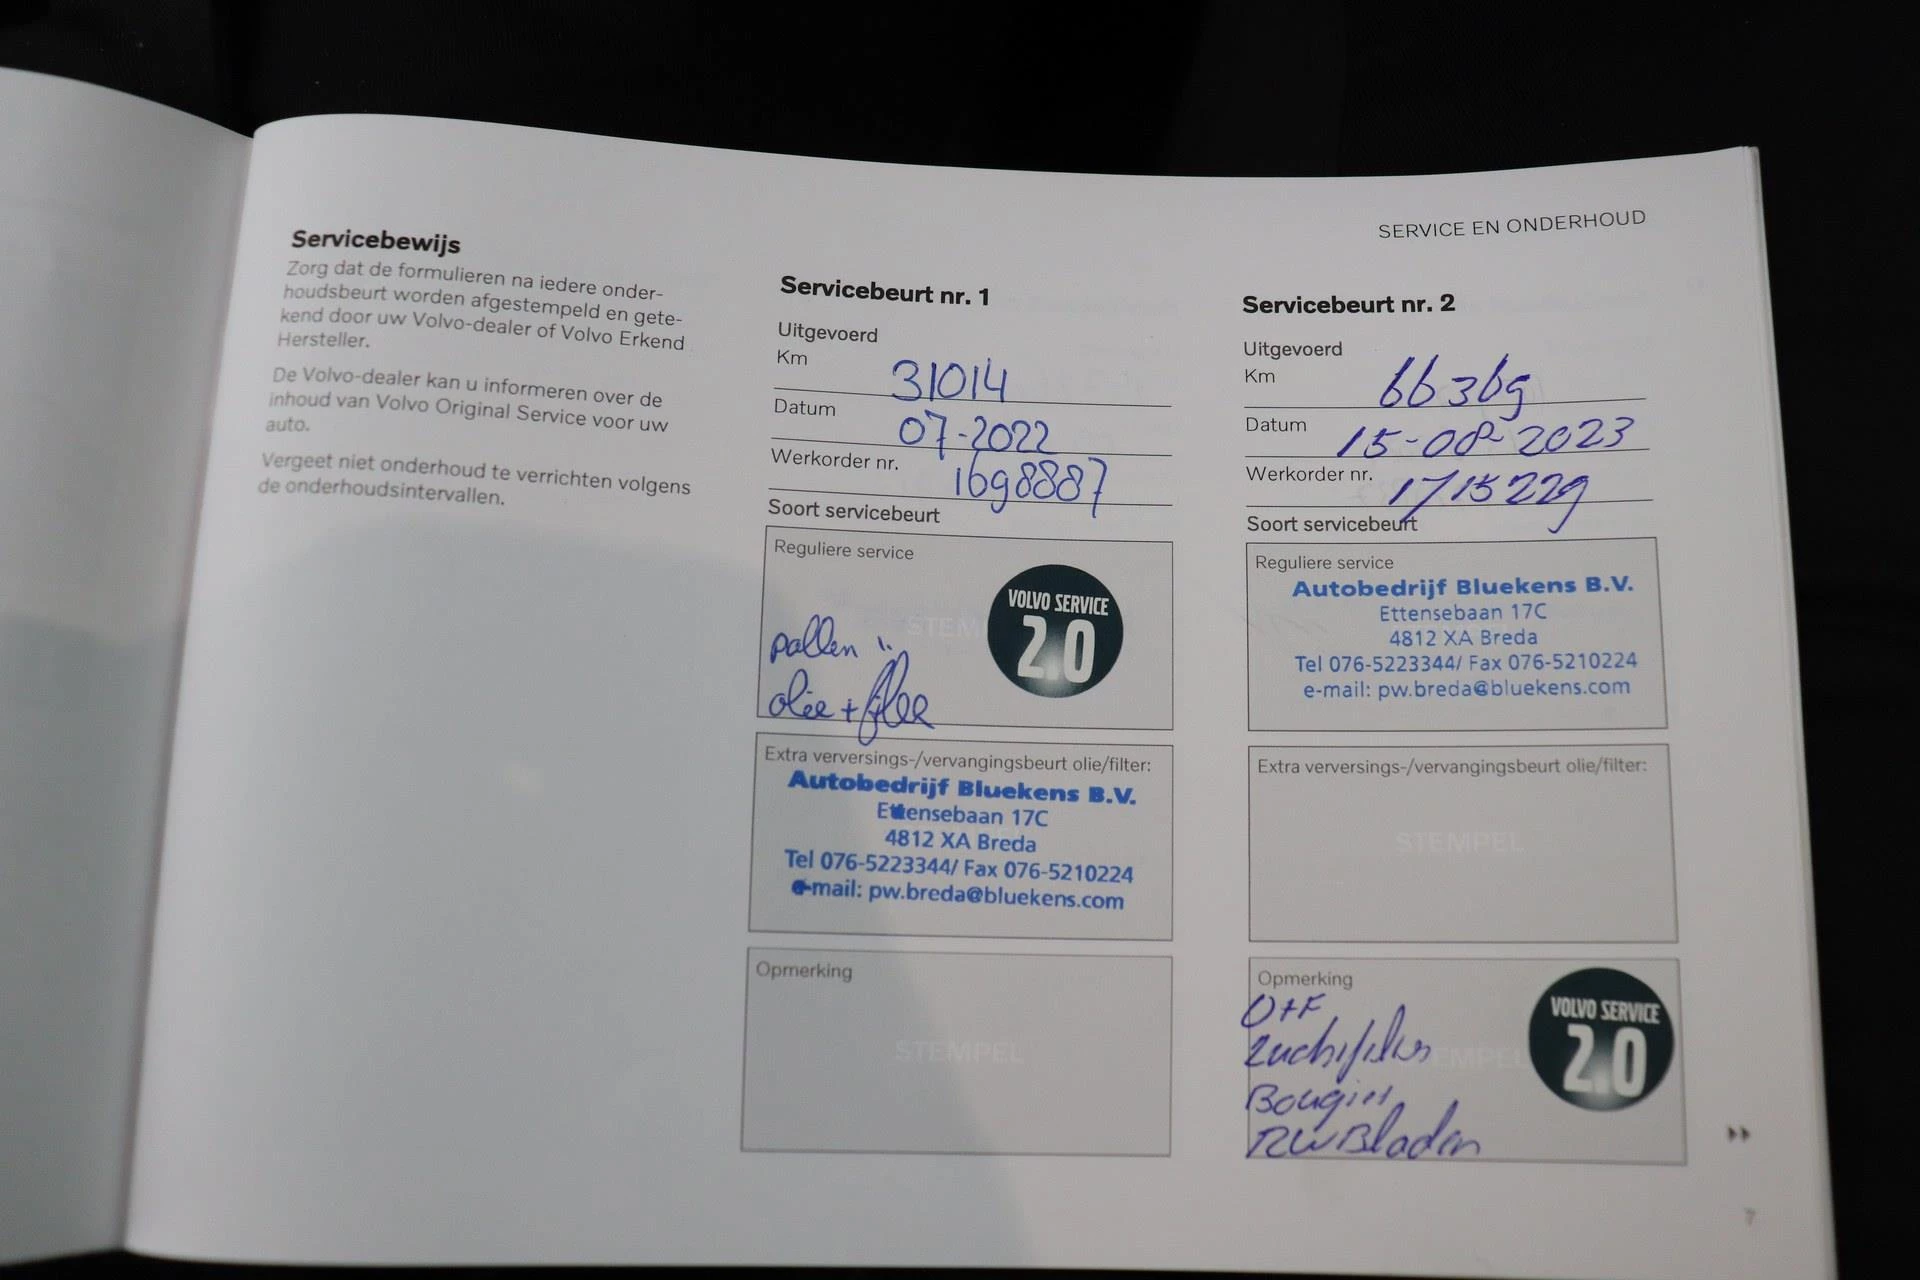 SERVICE EN ONDERHOUD
Servicebewijs
Zorg dat de formulieren na iedere onder-
houdsbeurt worden afgestempeld en gete-
kend door uw Volvo-dealer of Volvo Erkend
Hersteller.
De Volvo-dealer kan u informeren over de
inhoud van Volvo Original Service voor uw
auto.
Vergeet niet onderhoud te verrichten volgens
de onderhoudsintervallen.
Servicebeurt nr. 1
Uitgevoerd
Km 31014
Datum 07-2022
Werkorder nr. 1698887
Soort servicebeurt
Reguliere service
STEM
VOLVO SERVICE
2.0
pollen
olie + filter
Extra verversings-/vervangingsbeurt olie/filter:
Autobedrijf Bluekens B.V.
Ettensebaan 17C
4812 XA Breda
Tel 076-5223344/ Fax 076-5210224
e-mail: pw.breda@bluekens.com
Opmerking
STEMPEL
Servicebeurt nr. 2
Uitgevoerd
Km 66369
Datum 15-08-2023
Werkorder nr. 1715229
Soort servicebeurt
Reguliere service
Autobedrijf Bluekens B.V.
Ettensebaan 17C
4812 XA Breda
Tel 076-5223344/ Fax 076-5210224
e-mail: pw.breda@bluekens.com
Extra verversings-/vervangingsbeurt olie/filter:
STEMPEL
Opmerking
O+F
Luchtfilter
Bougies
RWBladen
STEMPEL
VOLVO SERVICE
2.0
7